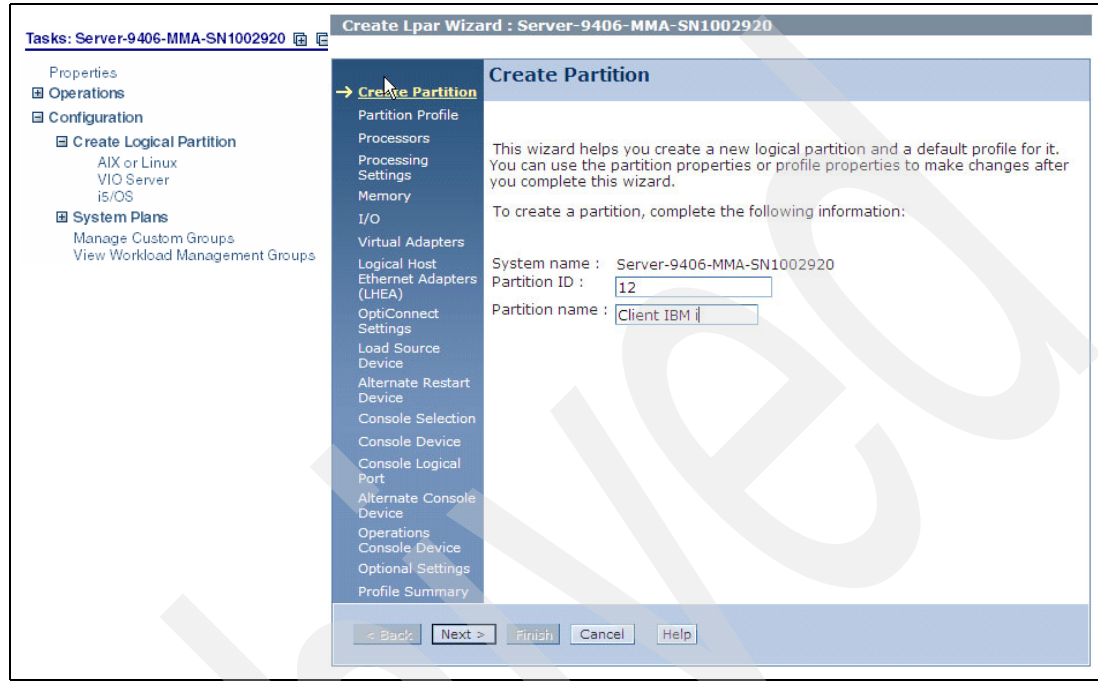 Tasks: Server-9406-MMA-SN1002920
Properties
Operations
Configuration
Create Logical Partition
AIX or Linux
VIO Server
i5/OS
System Plans
Manage Custom Groups
View Workload Management Groups
Create Lpar Wizard : Server-9406-MMA-SN1002920
Create Partition
Partition Profile
Processors
Processing
Settings
Memory
I/O
Virtual Adapters
Logical Host
Ethernet Adapters
(LHEA)
OptiConnect
Settings
Load Source
Device
Alternate Restart
Device
Console Selection
Console Device
Console Logical
Port
Alternate Console
Device
Operations
Console Device
Optional Settings
Profile Summary
Create Partition
This wizard helps you create a new logical partition and a default profile for it.
You can use the partition properties or profile properties to make changes after
you complete this wizard.
To create a partition, complete the following information:
System name : Server-9406-MMA-SN1002920
Partition ID : 12
Partition name : Client IBM i
< Back Next > Finish Cancel Help